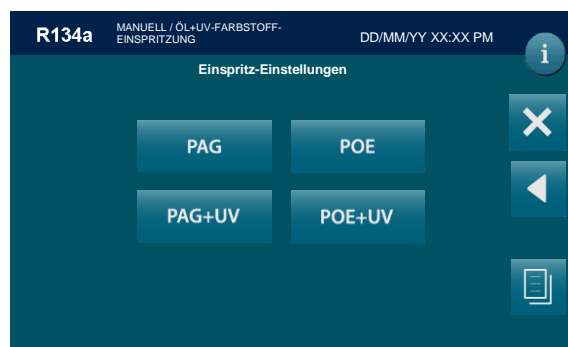 R134a
MANUELL / ÖL+UV-FARBSTOFF-
EINSPRITZUNG
DD/MM/YY XX:XX PM
i
Einspritz-Einstellungen
PAG
POE
PAG+UV
POE+UV